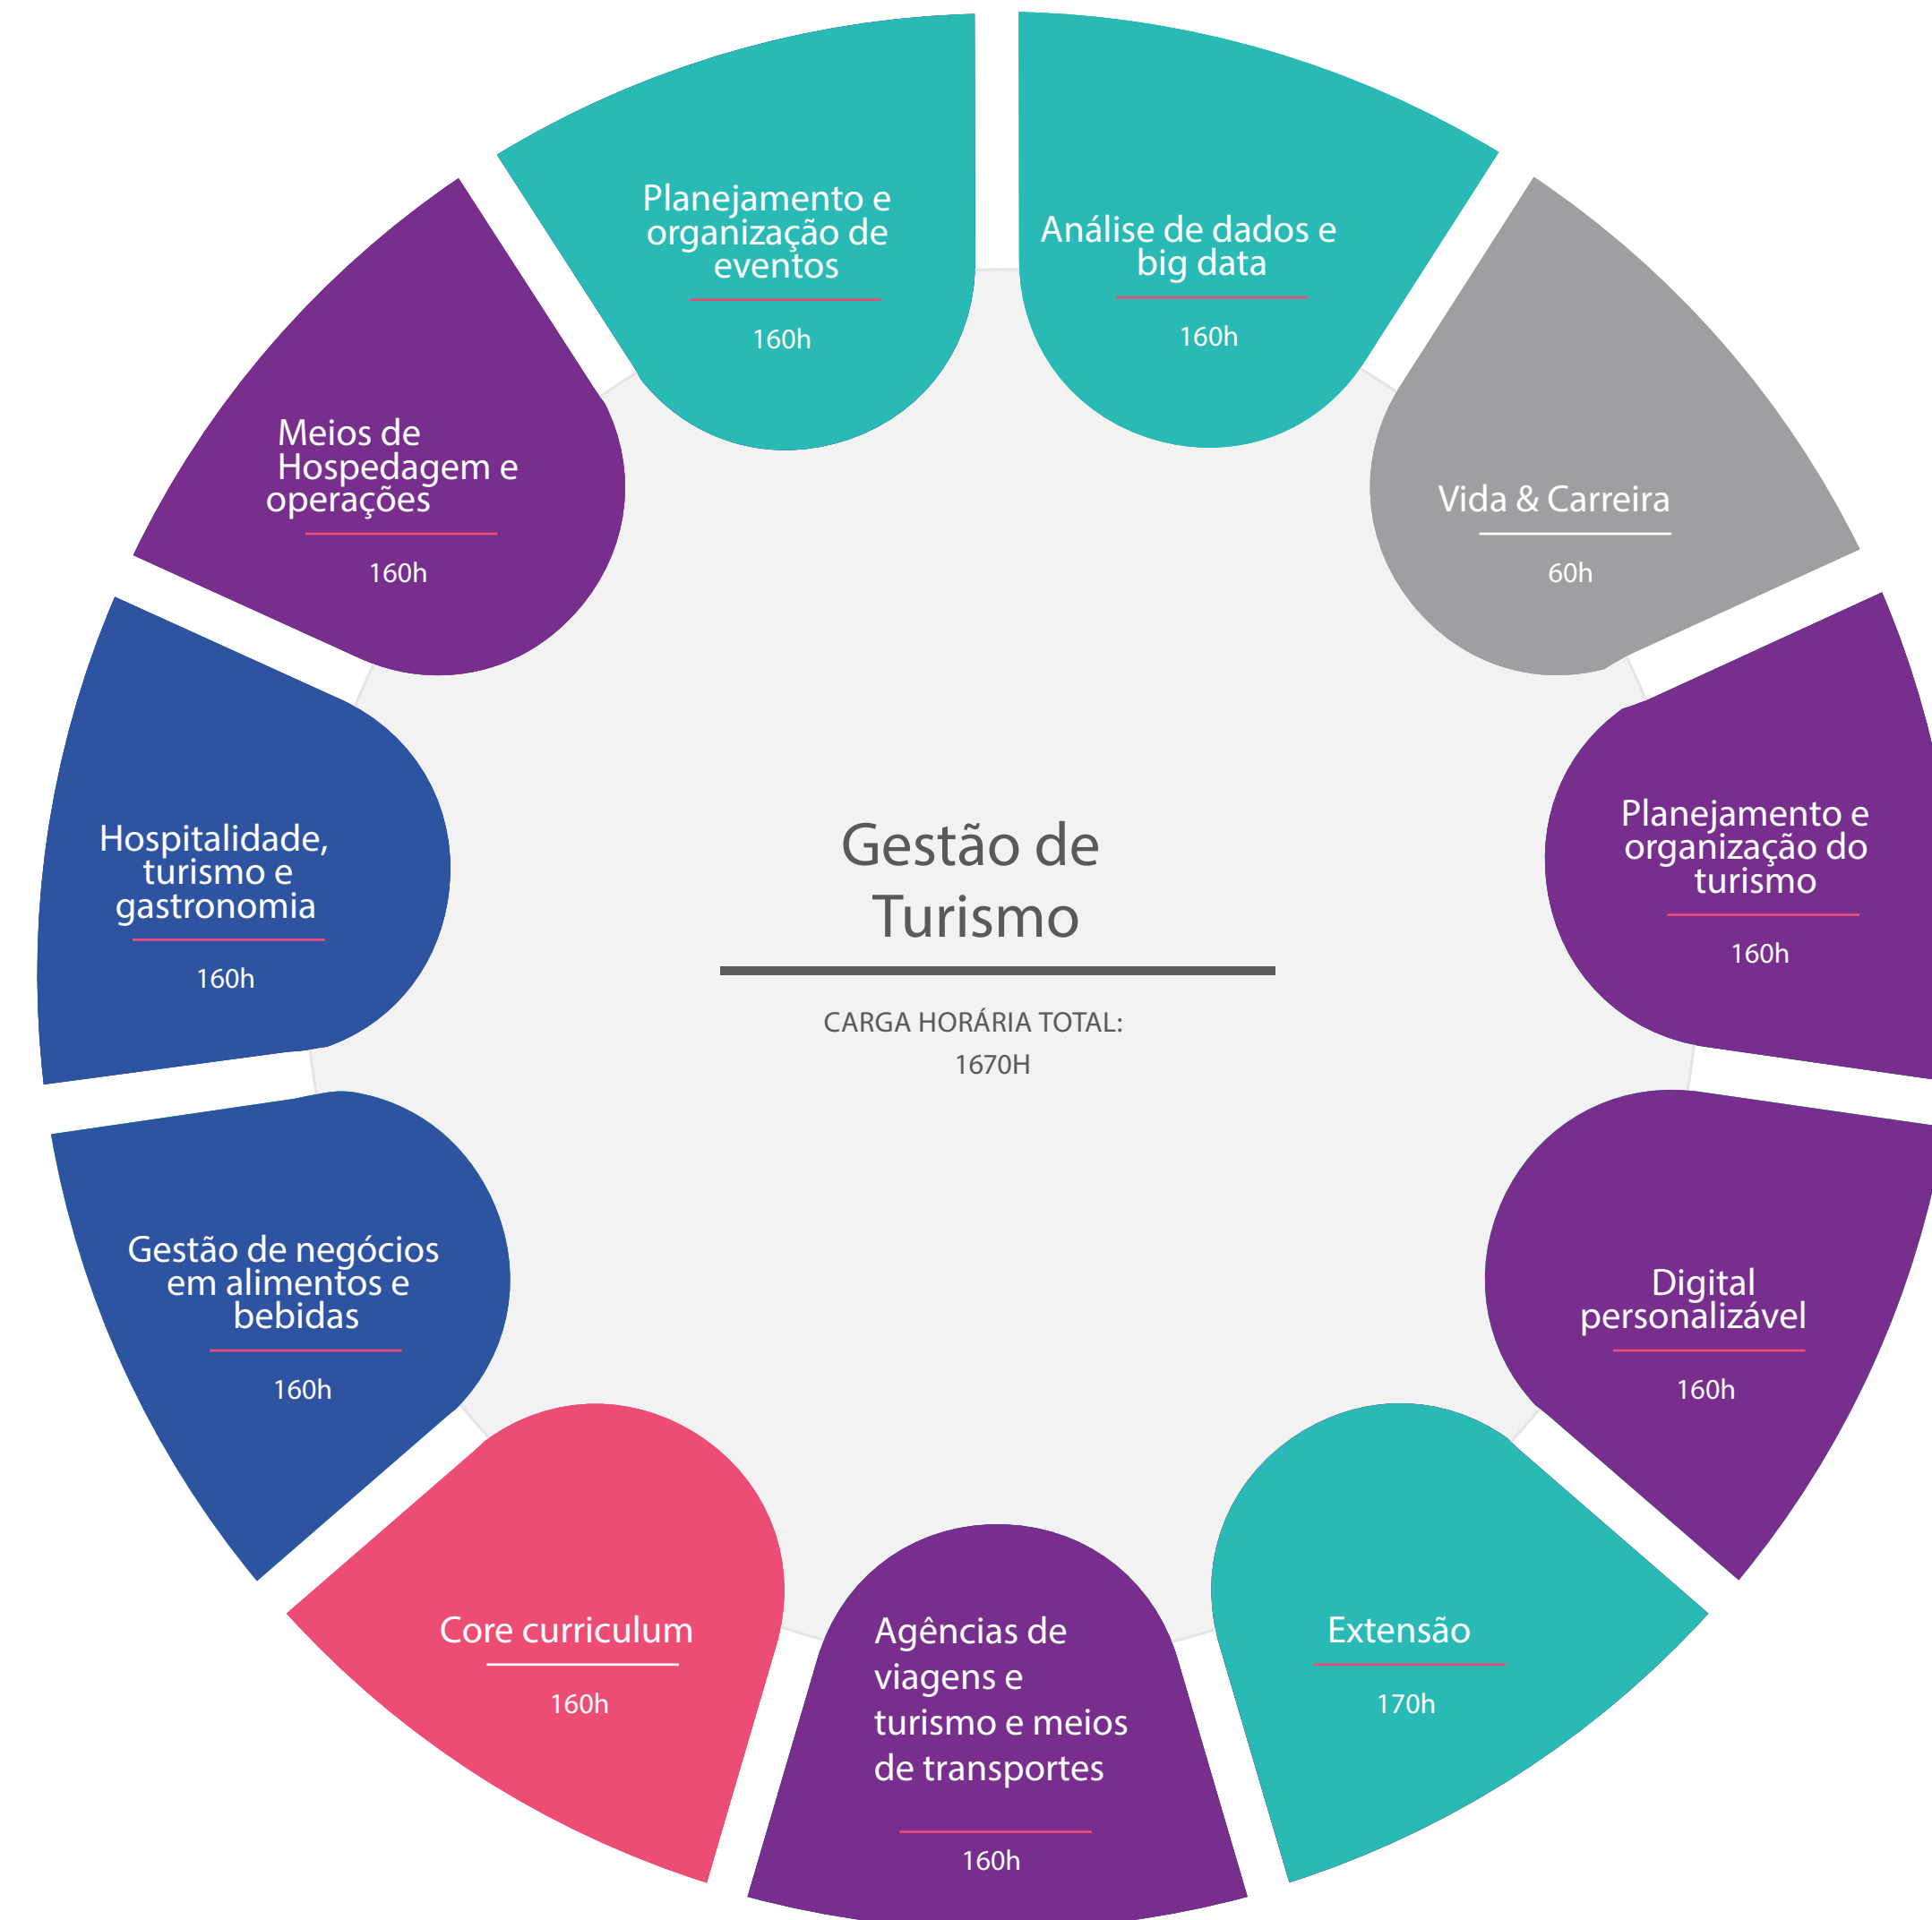 Planejamento e
organização de
eventos
160h
Análise de dados e
big data
160h
Vida & Carreira
60h
Planejamento e
organização do
turismo
160h
Digital
personalizável
160h
Extensão
170h
Agências de
viagens e
turismo e meios
de transportes
160h
Core curriculum
160h
Gestão de negócios
em alimentos e
bebidas
160h
Hospitalidade,
turismo e
gastronomia
160h
Meios de
Hospedagem e
operações
160h
Gestão de
Turismo
CARGA HORÁRIA TOTAL:
1670H